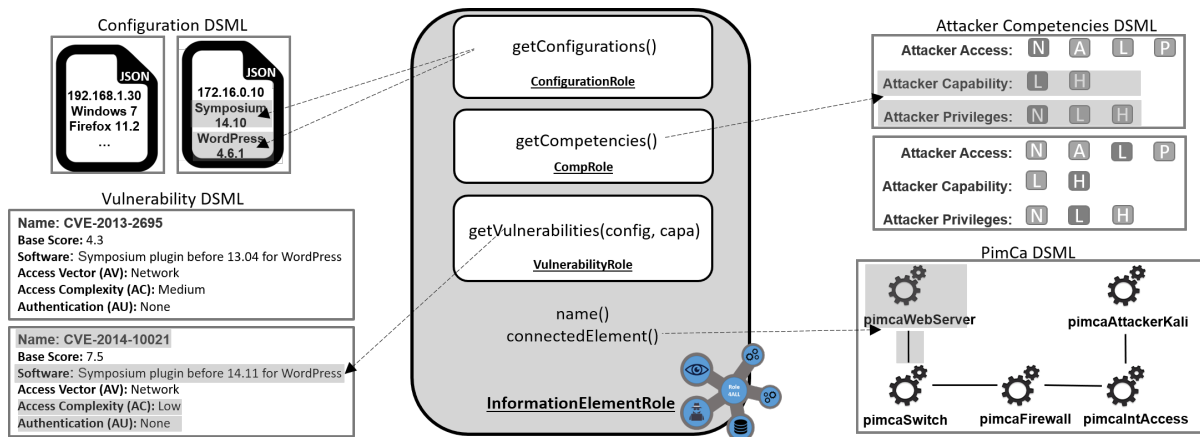 Configuration DSML
JSON
192.168.1.30
Windows 7
Firefox 11.2
...
JSON
172.16.0.10
Symposium
14.10
WordPress
4.6.1
Vulnerability DSML
Name: CVE-2013-2695
Base Score: 4.3
Software: Symposium plugin before 13.04 for WordPress
Access Vector (AV): Network
Access Complexity (AC): Medium
Authentication (AU): None
Name: CVE-2014-10021
Base Score: 7.5
Software: Symposium plugin before 14.11 for WordPress
Access Vector (AV): Network
Access Complexity (AC): Low
Authentication (AU): None
getConfigurations()
ConfigurationRole
getCompetencies()
CompRole
getVulnerabilities(config, capa)
VulnerabilityRole
name()
connectedElement()
InformationElementRole
Role
4ALL
Attacker Competencies DSML
Attacker Access: N A L P
Attacker Capability: L H
Attacker Privileges: N L H
Attacker Access: N A L P
Attacker Capability: L H
Attacker Privileges: N L H
PimCa DSML
pimcaWebServer
pimcaAttackerKali
pimcaSwitch
pimcaFirewall
pimcaIntAccess